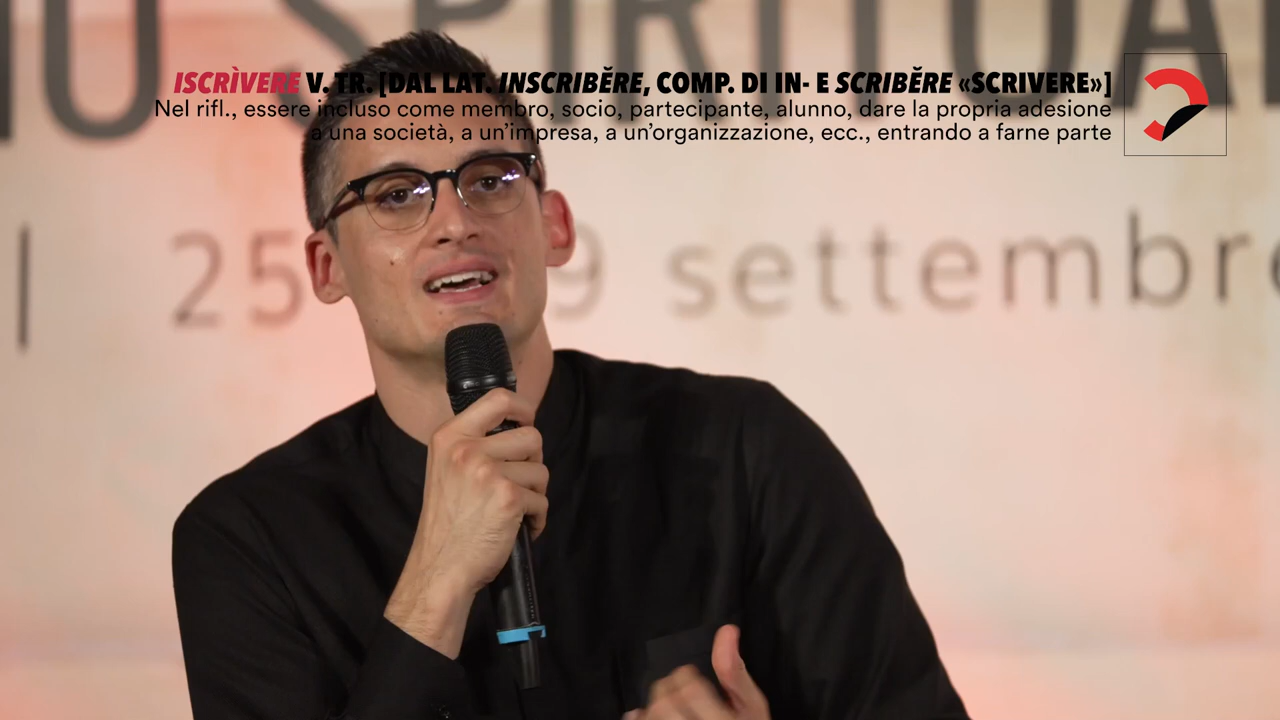 ISCRÌVERE V. TR. [DAL LAT. INSCRIBĔRE, COMP. DI IN- E SCRIBĔRE «SCRIVERE»]
Nel rifl., essere incluso come membro, socio, partecipante, alunno, dare la propria adesione
a una società, a un’impresa, a un’organizzazione, ecc., entrando a farne parte
25 9 settembre